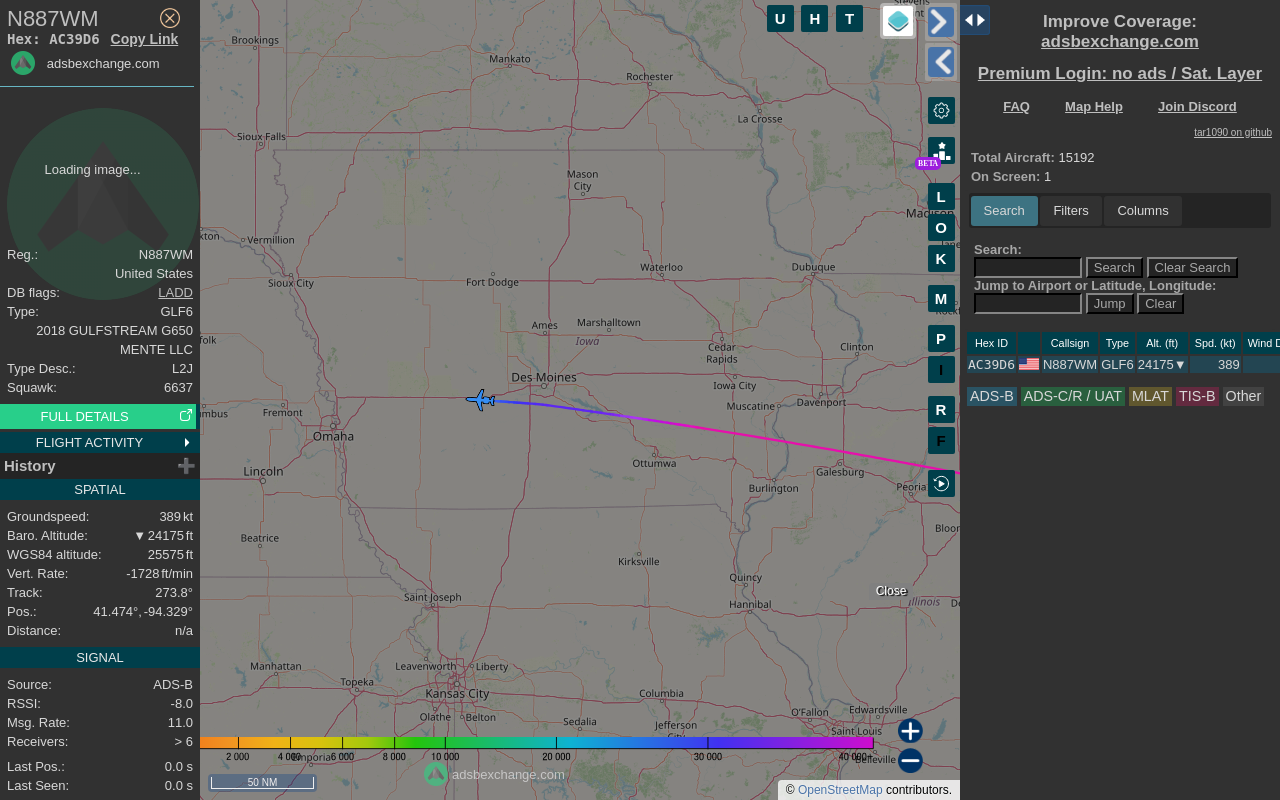 N887WM
Hex: AC39D6 Copy Link
adsbexchange.com
Loading image...
Reg.: N887WM
United States
DB flags: LADD
Type: GLF6
2018 GULFSTREAM G650
MENTE LLC
Type Desc.: L2J
Squawk: 6637
FULL DETAILS
FLIGHT ACTIVITY
History
SPATIAL
Groundspeed: 389 kt
Baro. Altitude: ▼ 24175 ft
WGS84 altitude: 25575 ft
Vert. Rate: -1728 ft/min
Track: 273.8°
Pos.: 41.474°, -94.329°
Distance: n/a
SIGNAL
Source: ADS-B
RSSI: -8.0
Msg. Rate: 11.0
Receivers: > 6
Last Pos.: 0.0 s
Last Seen: 0.0 s
U H T
Brookings
Mankato
Rochester
La Crosse
Sioux Falls
BETA
Mason
City
L
Vermillion
O
K
Sioux City
Fort Dodge
Waterloo
Dubuque
M
Ames
Marshalltown
Iowa
P
Cedar
Rapids
Clinton
I
Des Moines
Iowa City
Muscatine
Davenport
R
Fremont
F
Omaha
Ottumwa
Galesburg
Lincoln
Burlington
Peoria
Beatrice
Kirksville
Quincy
Close
Saint Joseph
Hannibal
Illinois
Manhattan
Leavenworth
Liberty
Topeka
Kansas City
Columbia
Olathe
Belton
Sedalia
Jefferson
O'Fallon
Edwardsville
Saint Louis
Belleville
2 000 4 000 6 000 8 000 10 000 20 000 30 000 40 000+
50 NM
adsbexchange.com
© OpenStreetMap contributors.
Improve Coverage:
adsbexchange.com
Premium Login: no ads / Sat. Layer
FAQ Map Help Join Discord
tar1090 on github
Total Aircraft: 15192
On Screen: 1
Search Filters Columns
Search:
Search Clear Search
Jump to Airport or Latitude, Longitude:
Jump Clear
Hex ID Callsign Type Alt. (ft) Spd. (kt) Wind D
AC39D6 N887WM GLF6 24175▼ 389
ADS-B ADS-C/R / UAT MLAT TIS-B Other